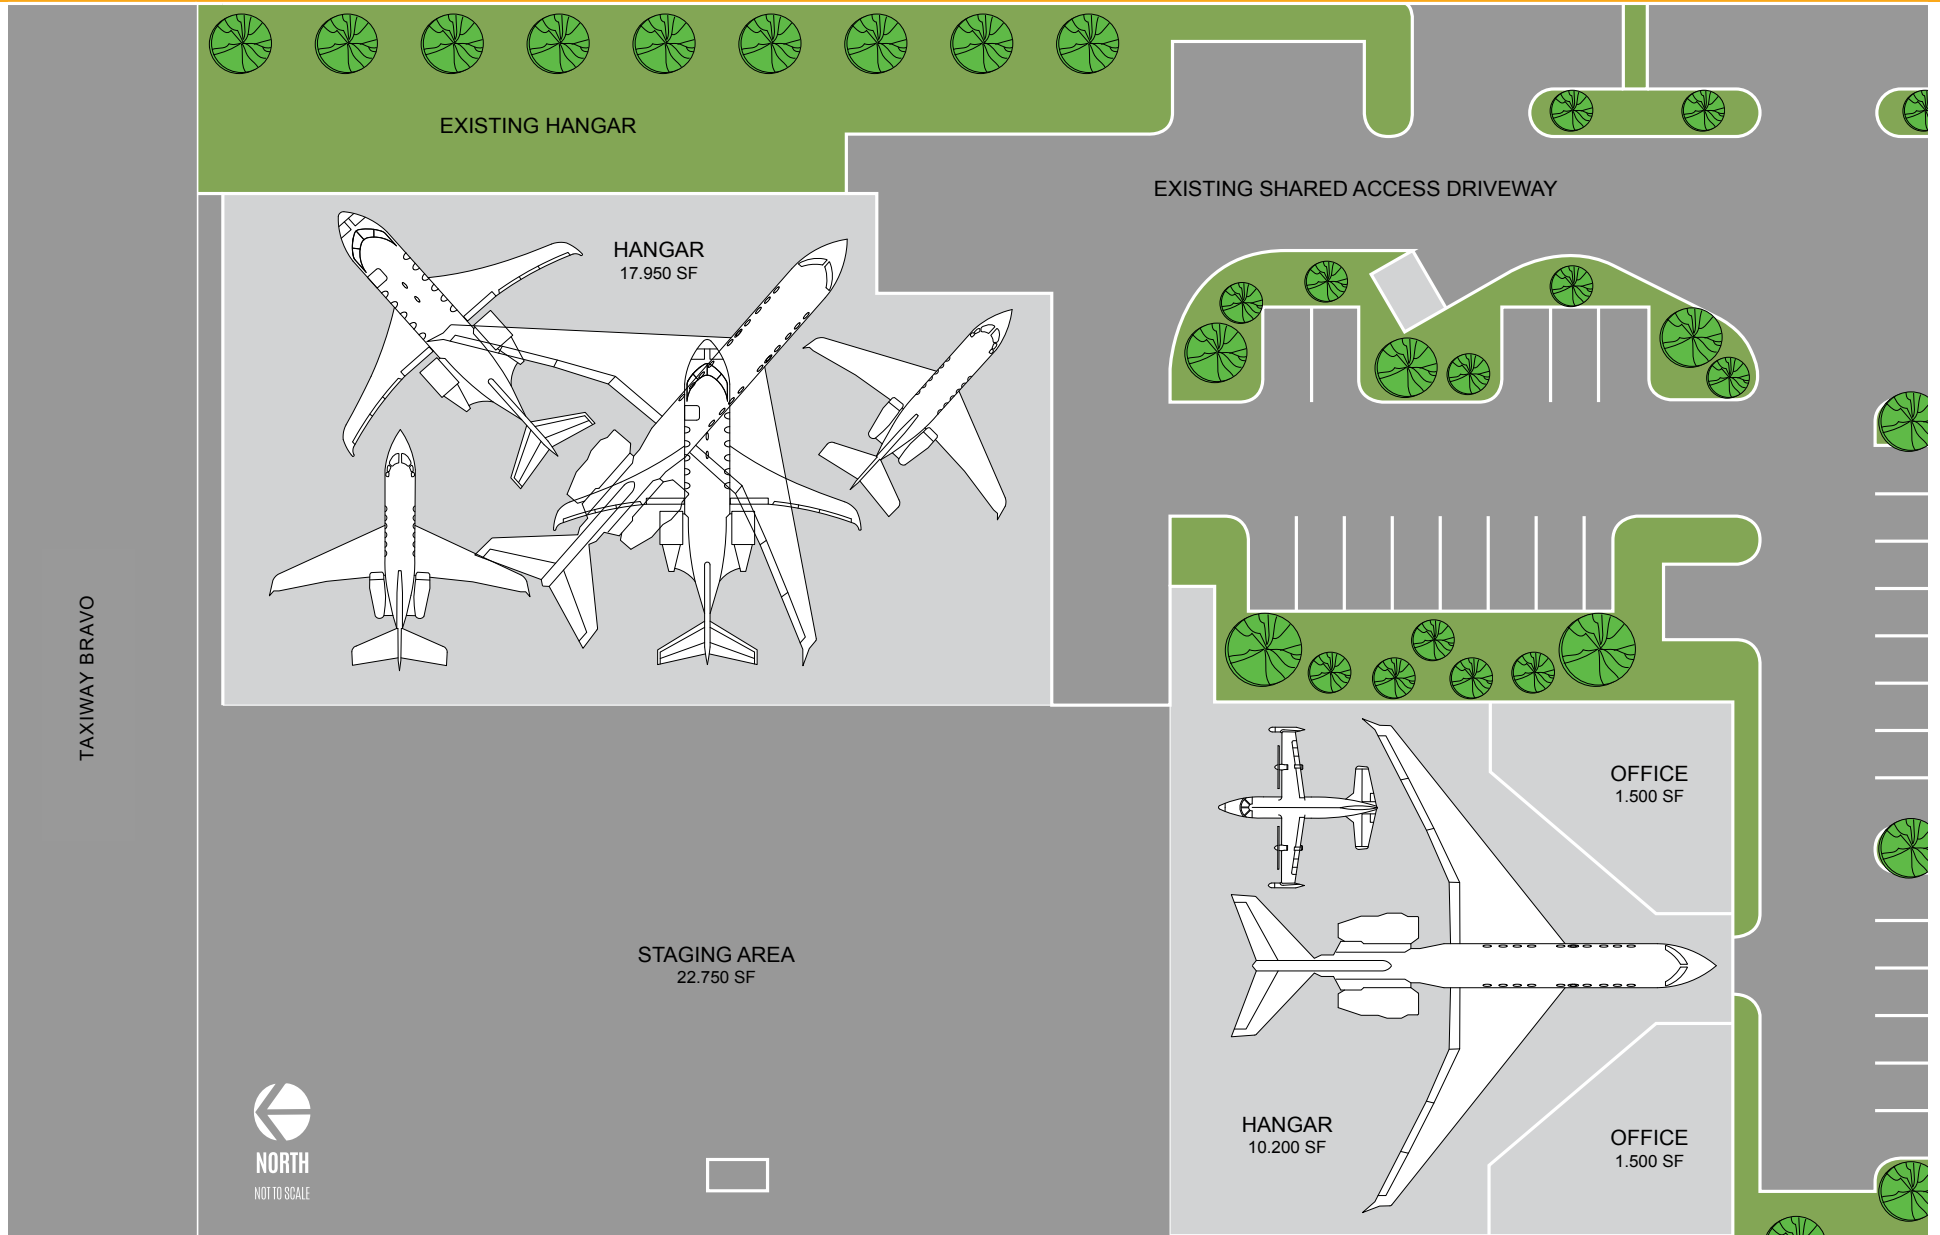 EXISTING HANGAR
EXISTING SHARED ACCESS DRIVEWAY
HANGAR
17.950 SF
TAXIWAY BRAVO
OFFICE
1.500 SF
STAGING AREA
22.750 SF
HANGAR
10.200 SF
OFFICE
1.500 SF
NORTH
NOT TO SCALE